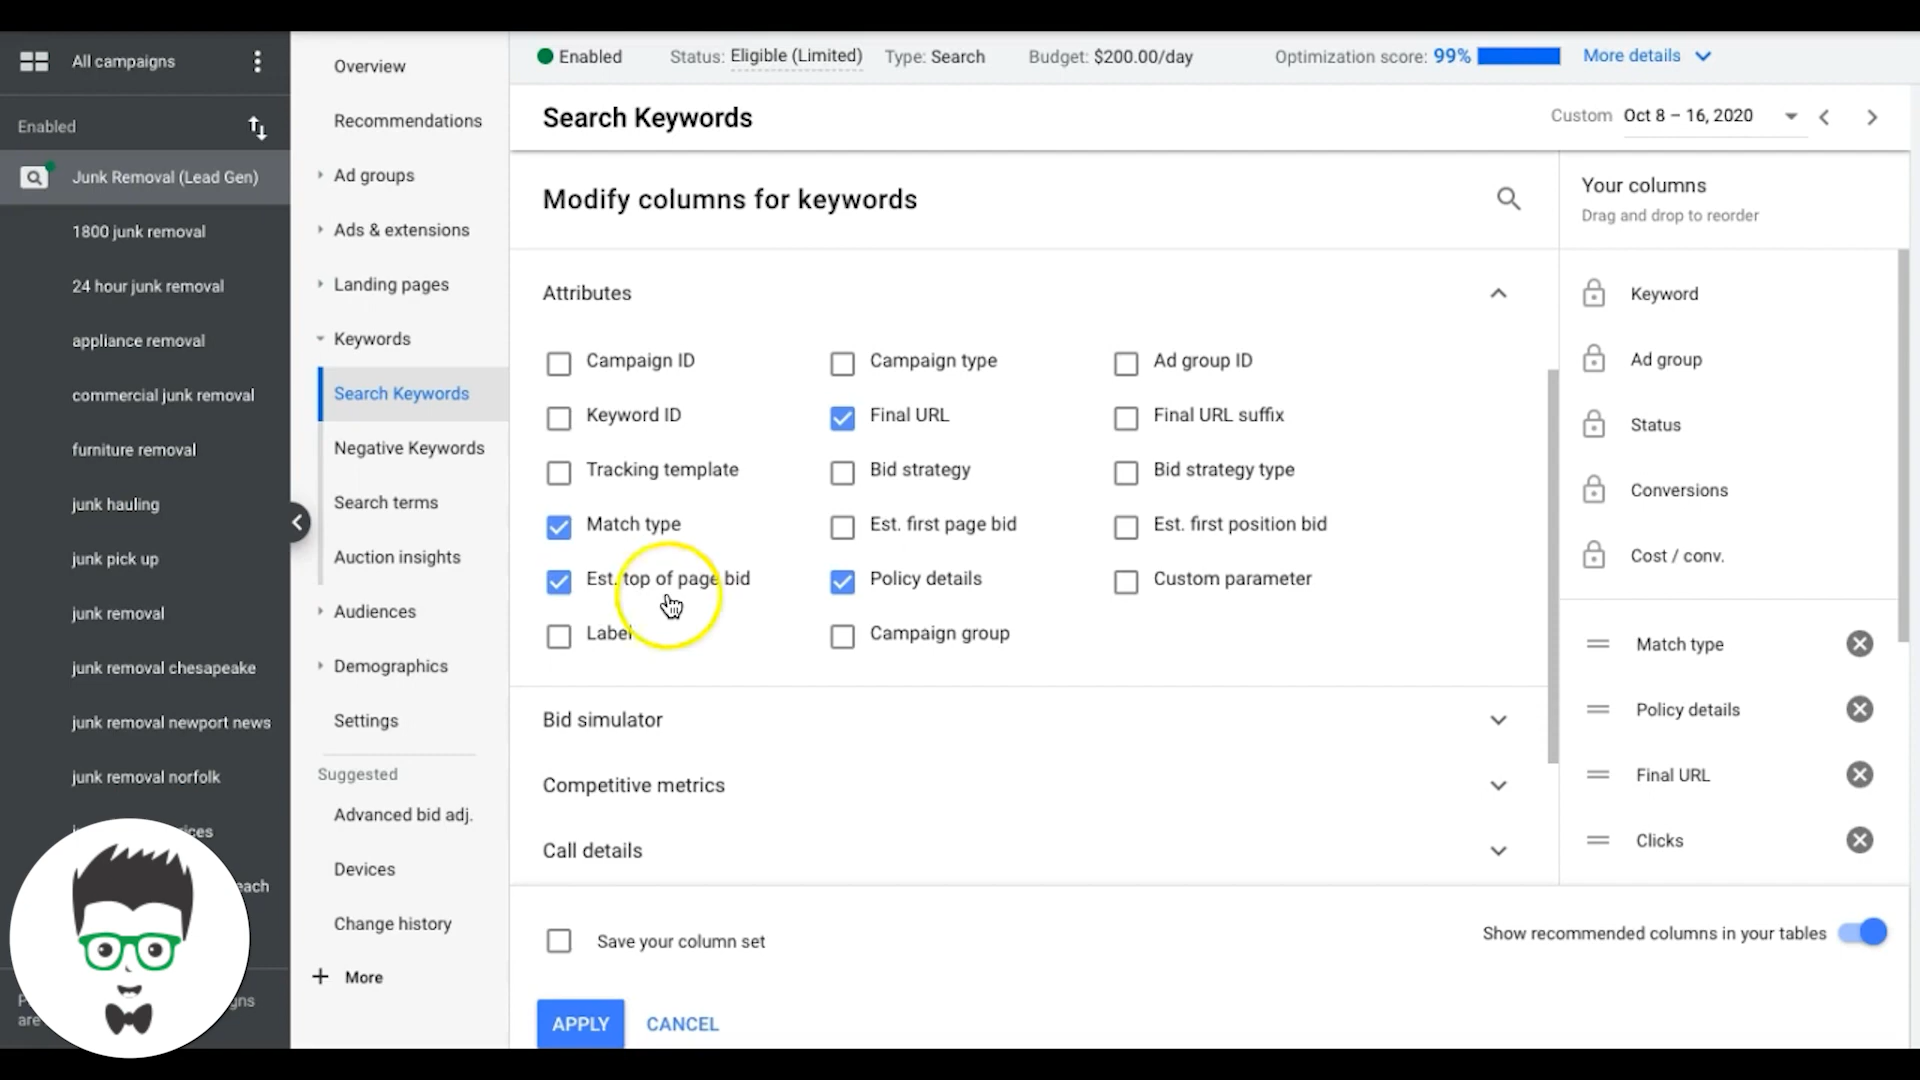 All campaigns
Enabled
Junk Removal (Lead Gen)
1800 junk removal
24 hour junk removal
appliance removal
commercial junk removal
furniture removal
junk hauling
junk pick up
junk removal
junk removal chesapeake
junk removal newport news
junk removal norfolk
Overview
Recommendations
Ad groups
Ads & extensions
Landing pages
Keywords
Search Keywords
Negative Keywords
Search terms
Auction insights
Audiences
Demographics
Settings
Suggested
Advanced bid adj.
Devices
Change history
+ More
Enabled Status: Eligible (Limited) Type: Search Budget: $200.00/day Optimization score: 99% More details
Search Keywords
Custom Oct 8 – 16, 2020
Modify columns for keywords
Attributes
Campaign ID Campaign type Ad group ID
Keyword ID Final URL Final URL suffix
Tracking template Bid strategy Bid strategy type
Match type Est. first page bid Est. first position bid
Est. top of page bid Policy details Custom parameter
Label Campaign group
Bid simulator
Competitive metrics
Call details
Your columns
Drag and drop to reorder
Keyword
Ad group
Status
Conversions
Cost / conv.
Match type
Policy details
Final URL
Clicks
Save your column set
Show recommended columns in your tables
APPLY CANCEL